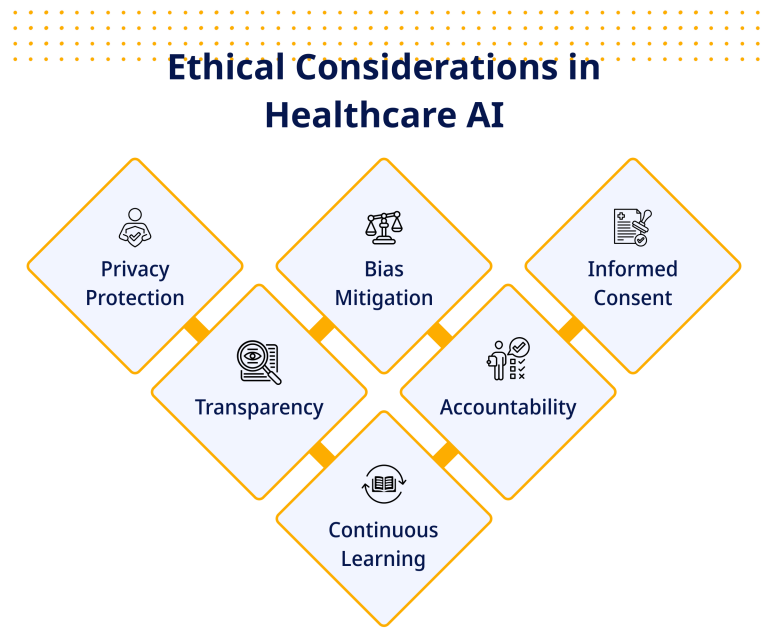 Ethical Considerations in
Healthcare AI
Privacy
Protection
Bias
Mitigation
Informed
Consent
Transparency
Accountability
Continuous
Learning